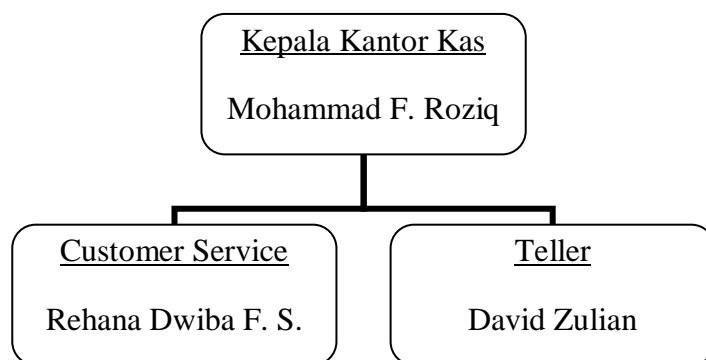 Kepala Kantor Kas
Mohammad F. Roziq
Customer Service
Rehana Dwiba F. S.
Teller
David Zulian